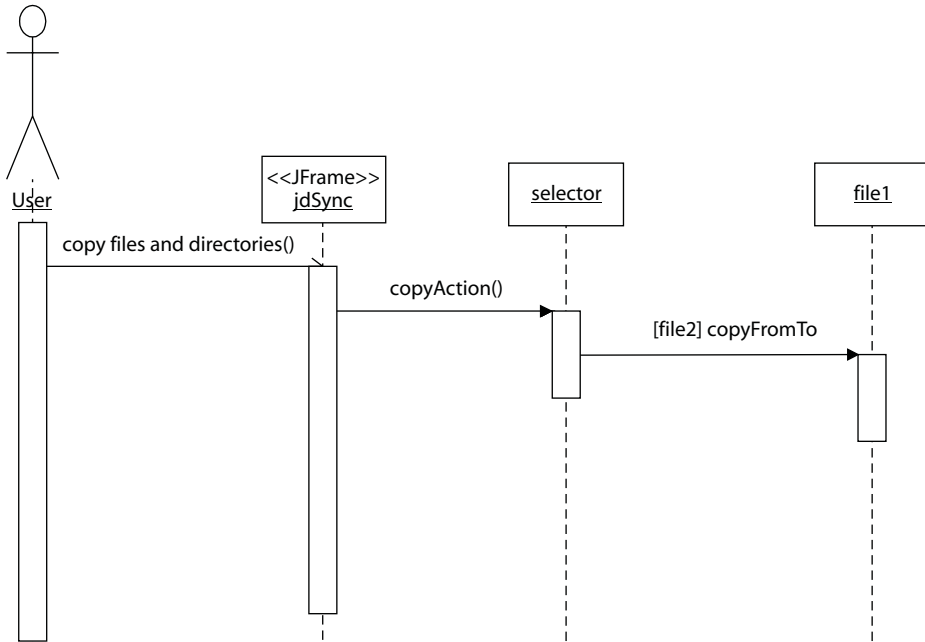 <<JFrame>>
jdSync
selector
file1
User
copy files and directories()
copyAction()
[file2] copyFromTo